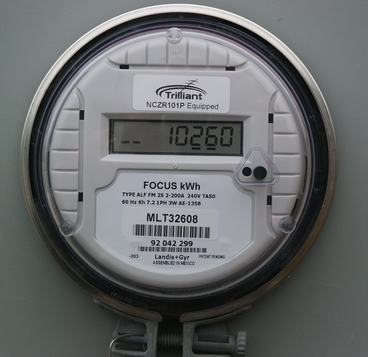 Trilliant
NCZR101P Equipped
10260
FOCUS kWh
TYPE ALF FM 2S 2-200A 240V TA50
60 Hz Kh 7.2 1PH 3W AE-1358
MLT32608
92 042 299
-203 Landis+Gyr PATENT PENDING
ASSEMBLED IN MEXICO